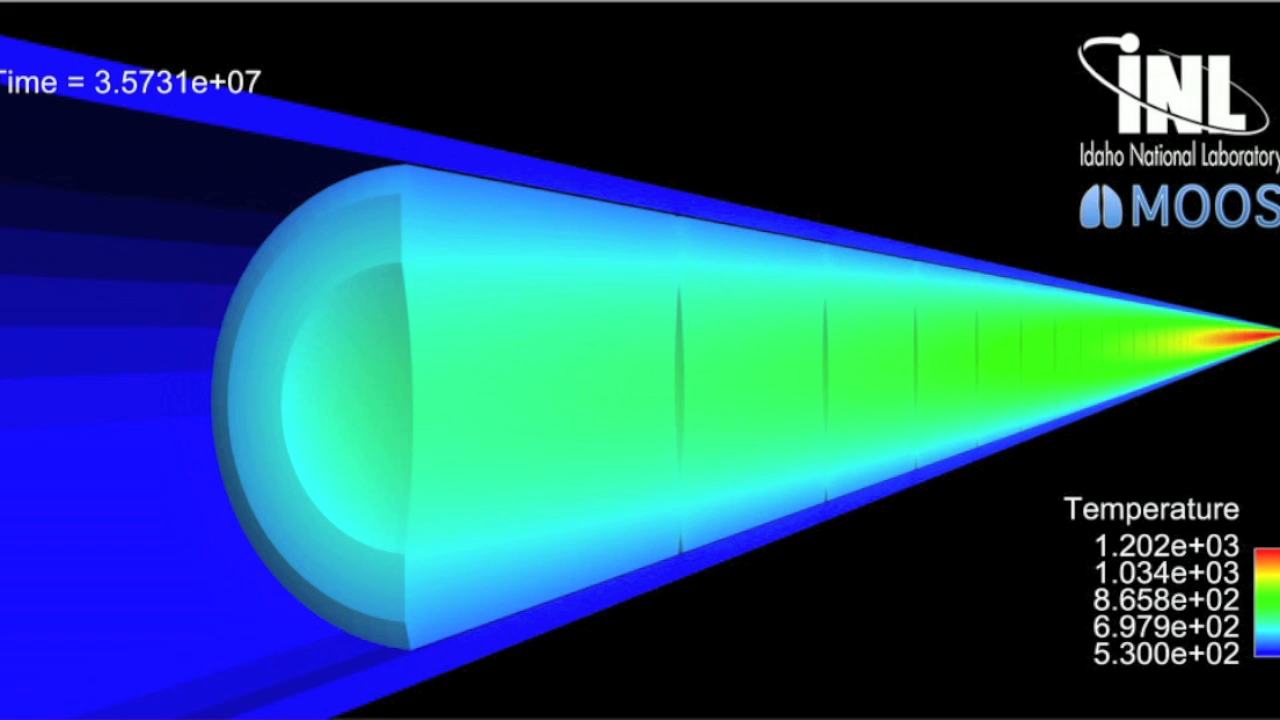 Time = 3.5731e+07
INL
Idaho National Laboratory
MOOS
Temperature
1.202e+03
1.034e+03
8.658e+02
6.979e+02
5.300e+02